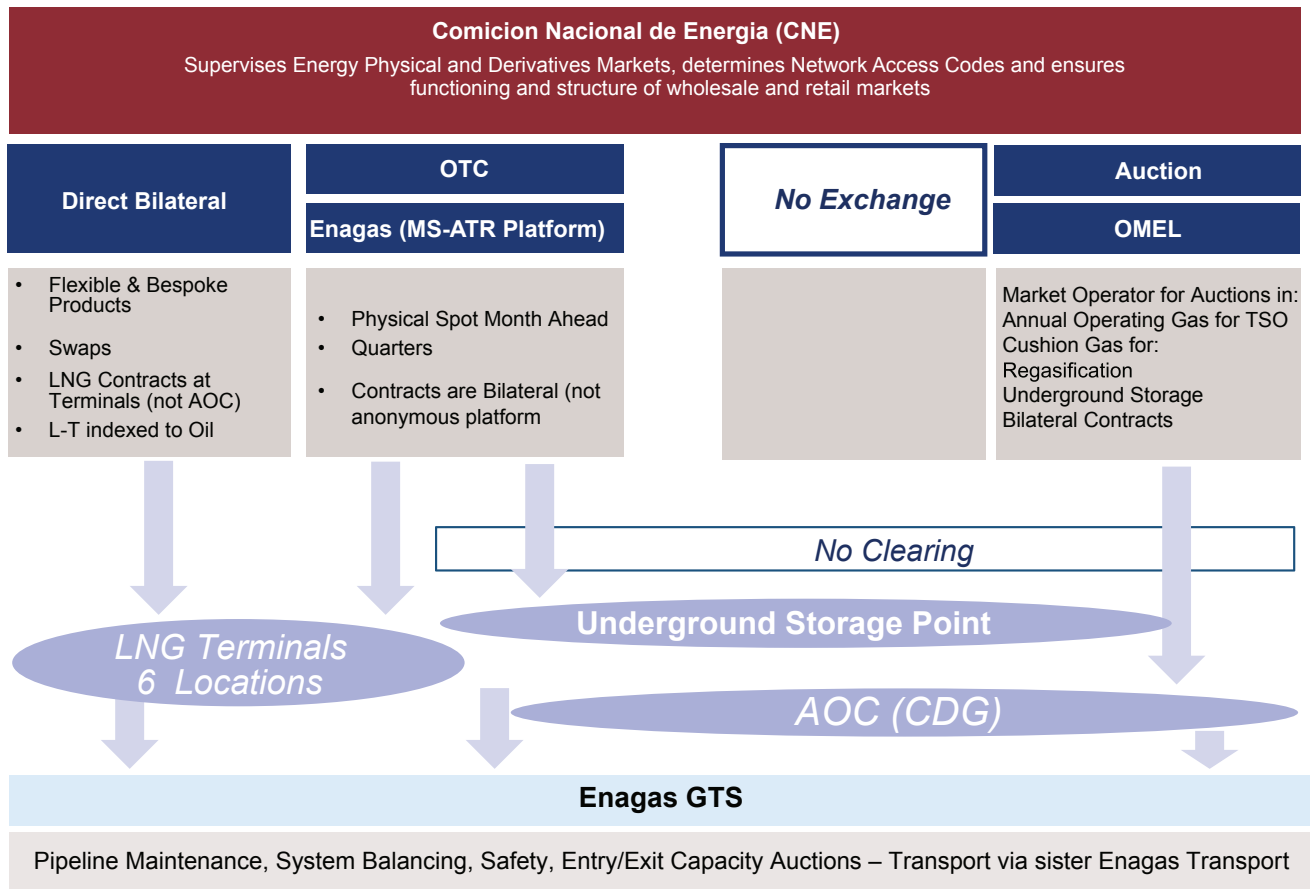 Comicion Nacional de Energia (CNE)
Supervises Energy Physical and Derivatives Markets, determines Network Access Codes and ensures
functioning and structure of wholesale and retail markets
Direct Bilateral
OTC
Enagas (MS-ATR Platform)
No Exchange
Auction
OMEL
• Flexible & Bespoke
Products
• Swaps
• LNG Contracts at
Terminals (not AOC)
• L-T indexed to Oil
• Physical Spot Month Ahead
• Quarters
• Contracts are Bilateral (not
anonymous platform
Market Operator for Auctions in:
Annual Operating Gas for TSO
Cushion Gas for:
Regasification
Underground Storage
Bilateral Contracts
No Clearing
Underground Storage Point
LNG Terminals
6 Locations
AOC (CDG)
Enagas GTS
Pipeline Maintenance, System Balancing, Safety, Entry/Exit Capacity Auctions – Transport via sister Enagas Transport